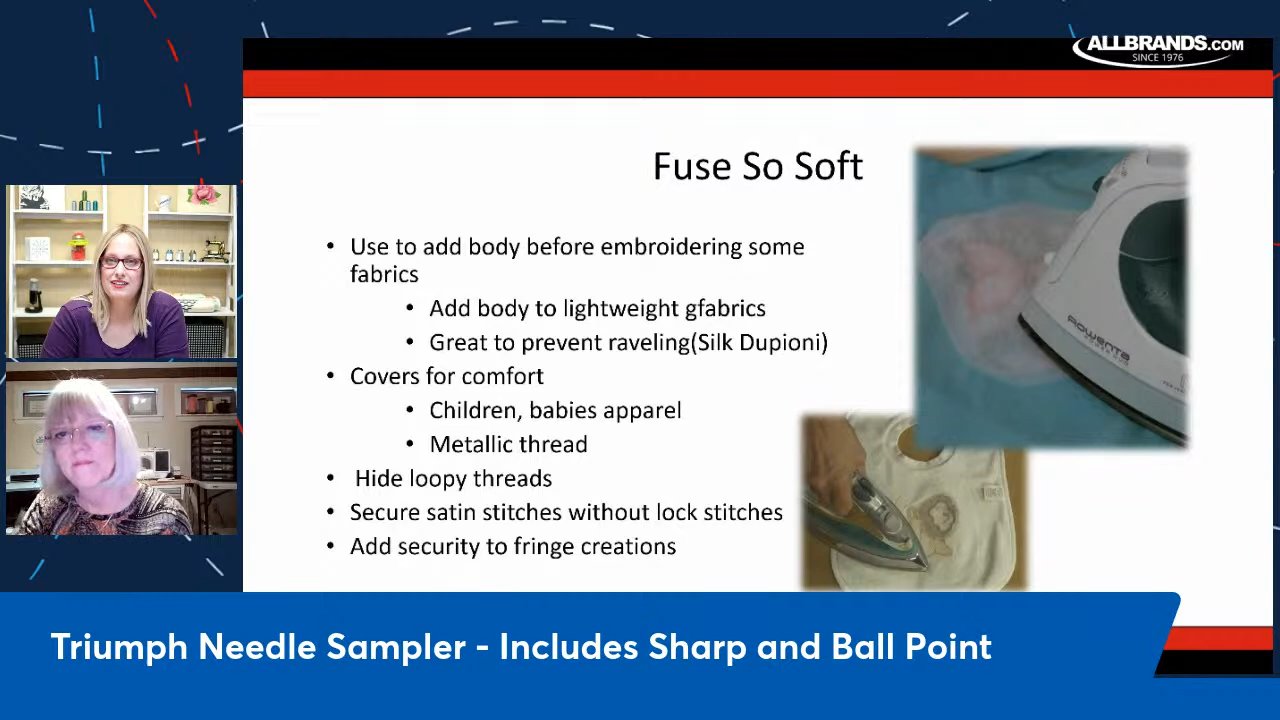 ALLBRANDS.COM
SINCE 1976
Fuse So Soft
• Use to add body before embroidering some
fabrics
• Add body to lightweight gfabrics
• Great to prevent raveling(Silk Dupioni)
• Covers for comfort
• Children, babies apparel
• Metallic thread
• Hide loopy threads
• Secure satin stitches without lock stitches
• Add security to fringe creations
ROWENTA
Triumph Needle Sampler - Includes Sharp and Ball Point